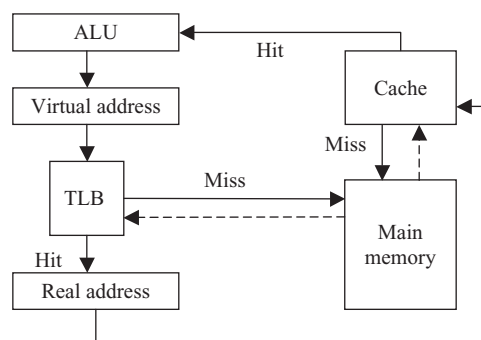 ALU
Hit
Cache
Virtual address
Miss
TLB
Miss
Main
memory
Hit
Real address